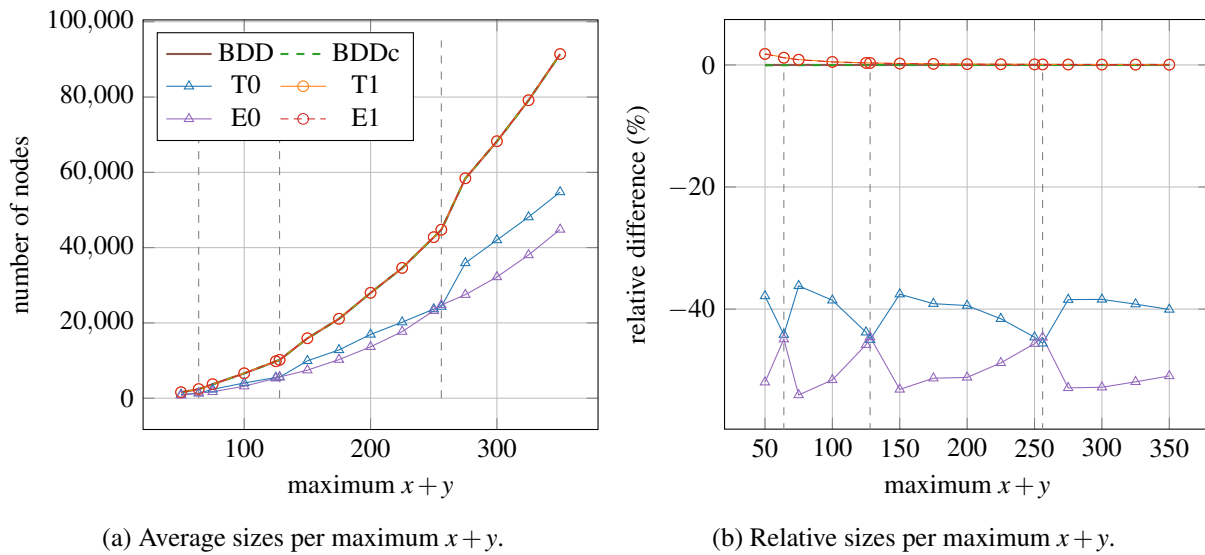 100,000
80,000
60,000
40,000
20,000
0
number of nodes
BDD BDDc
T0 T1
E0 E1
100 200 300
maximum x + y
(a) Average sizes per maximum x + y.
0
−20
−40
relative difference (%)
50 100 150 200 250 300 350
maximum x + y
(b) Relative sizes per maximum x + y.